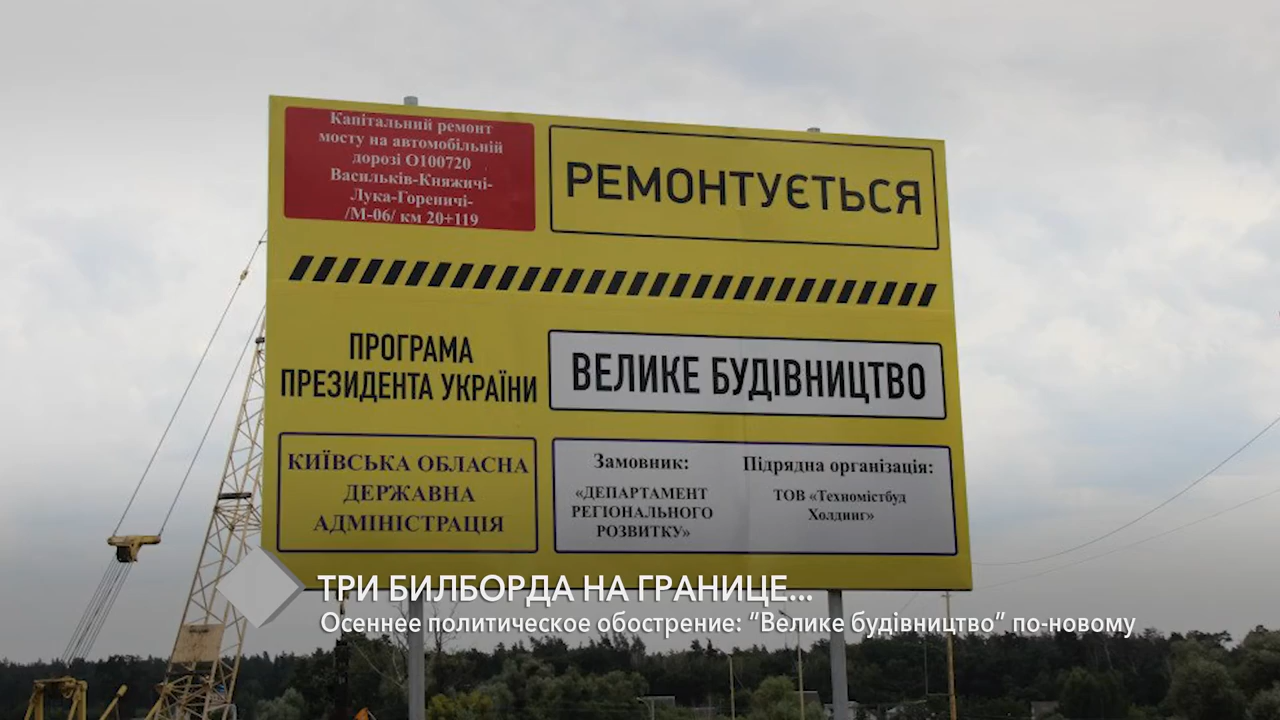 Капітальний ремонт
мосту на автомобільній
дорозі О100720
Васильків-Княжичі-
Лука-Гореничі-
/М-06/ км 20+119
РЕМОНТУЄТЬСЯ
ПРОГРАМА
ПРЕЗИДЕНТА УКРАЇНИ
ВЕЛИКЕ БУДІВНИЦТВО
КИЇВСЬКА ОБЛАСНА
ДЕРЖАВНА
АДМІНІСТРАЦІЯ
Замовник:
«ДЕПАРТАМЕНТ
РЕГІОНАЛЬНОГО
РОЗВИТКУ»
Підрядна організація:
ТОВ «Техномістбуд
Холдинг»
ТРИ БИЛБОРДА НА ГРАНИЦЕ...
Осеннее политическое обострение: "Велике будівництво" по-новому